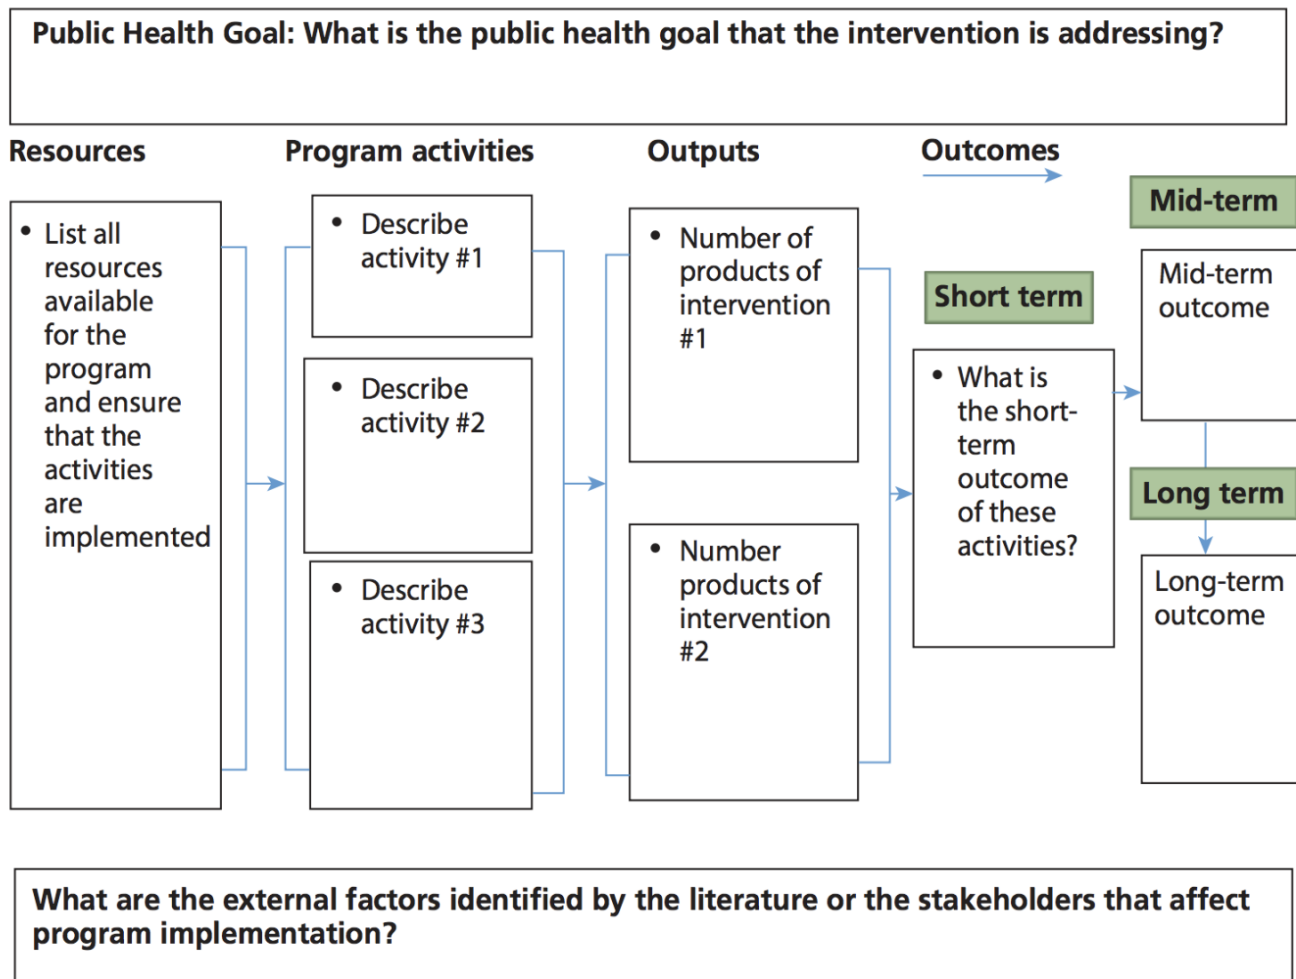 Public Health Goal: What is the public health goal that the intervention is addressing?
Resources
Program activities
Outputs
Outcomes
• List all
resources
available
for the
program
and ensure
that the
activities
are
implemented
• Describe
activity #1
• Describe
activity #2
• Describe
activity #3
• Number of
products of
intervention
#1
• Number
products of
intervention
#2
Short term
• What is
the short-
term
outcome
of these
activities?
Mid-term
Mid-term
outcome
Long term
Long-term
outcome
What are the external factors identified by the literature or the stakeholders that affect
program implementation?